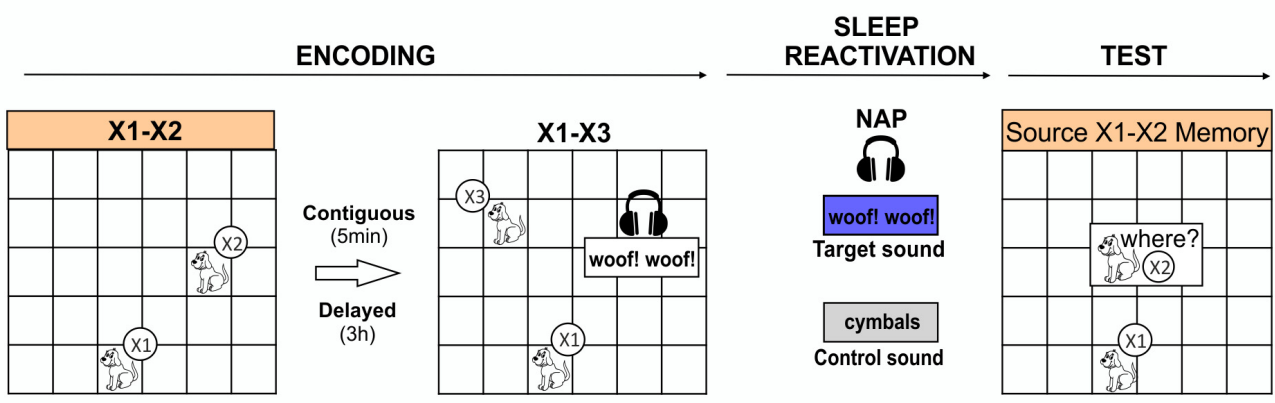 ENCODING
SLEEP
REACTIVATION
TEST
X1-X2
X2
X1
Contiguous
(5min)
Delayed
(3h)
X1-X3
X3
woof! woof!
X1
NAP
woof! woof!
Target sound
cymbals
Control sound
Source X1-X2 Memory
where?
X2
X1